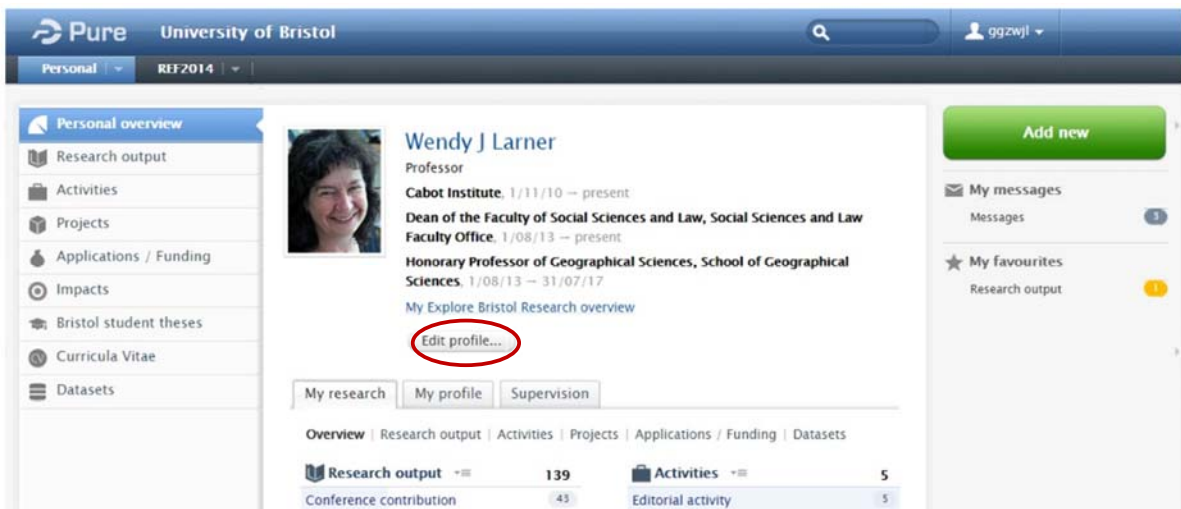 Pure University of Bristol
ggzwjl
Personal REF2014
Personal overview
Research output
Activities
Projects
Applications / Funding
Impacts
Bristol student theses
Curricula Vitae
Datasets
Wendy J Larner
Professor
Cabot Institute, 1/11/10 — present
Dean of the Faculty of Social Sciences and Law, Social Sciences and Law
Faculty Office, 1/08/13 — present
Honorary Professor of Geographical Sciences, School of Geographical
Sciences, 1/08/13 — 31/07/17
My Explore Bristol Research overview
Edit profile...
My research My profile Supervision
Overview | Research output | Activities | Projects | Applications / Funding | Datasets
Research output 139
Conference contribution 43
Activities 5
Editorial activity 5
Add new
My messages
Messages 3
My favourites
Research output 1